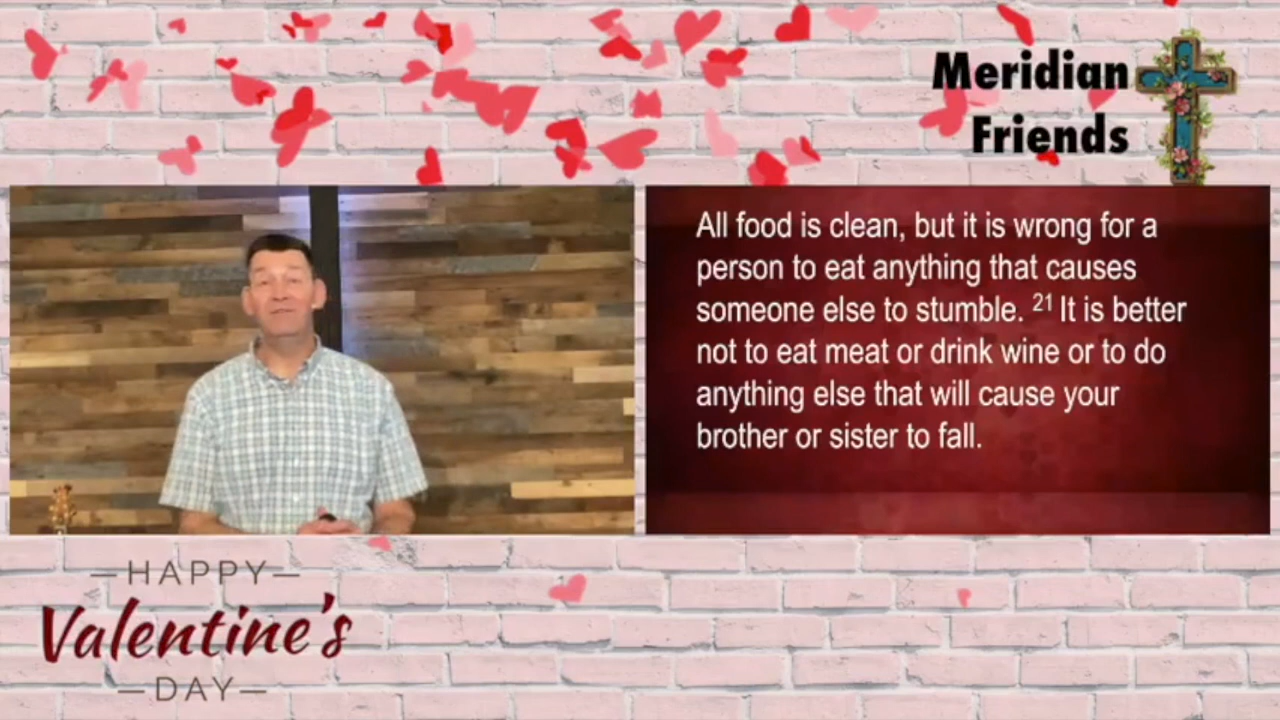 Meridian
Friends
All food is clean, but it is wrong for a
person to eat anything that causes
someone else to stumble. 21 It is better
not to eat meat or drink wine or to do
anything else that will cause your
brother or sister to fall.
—HAPPY—
Valentine's
—DAY—